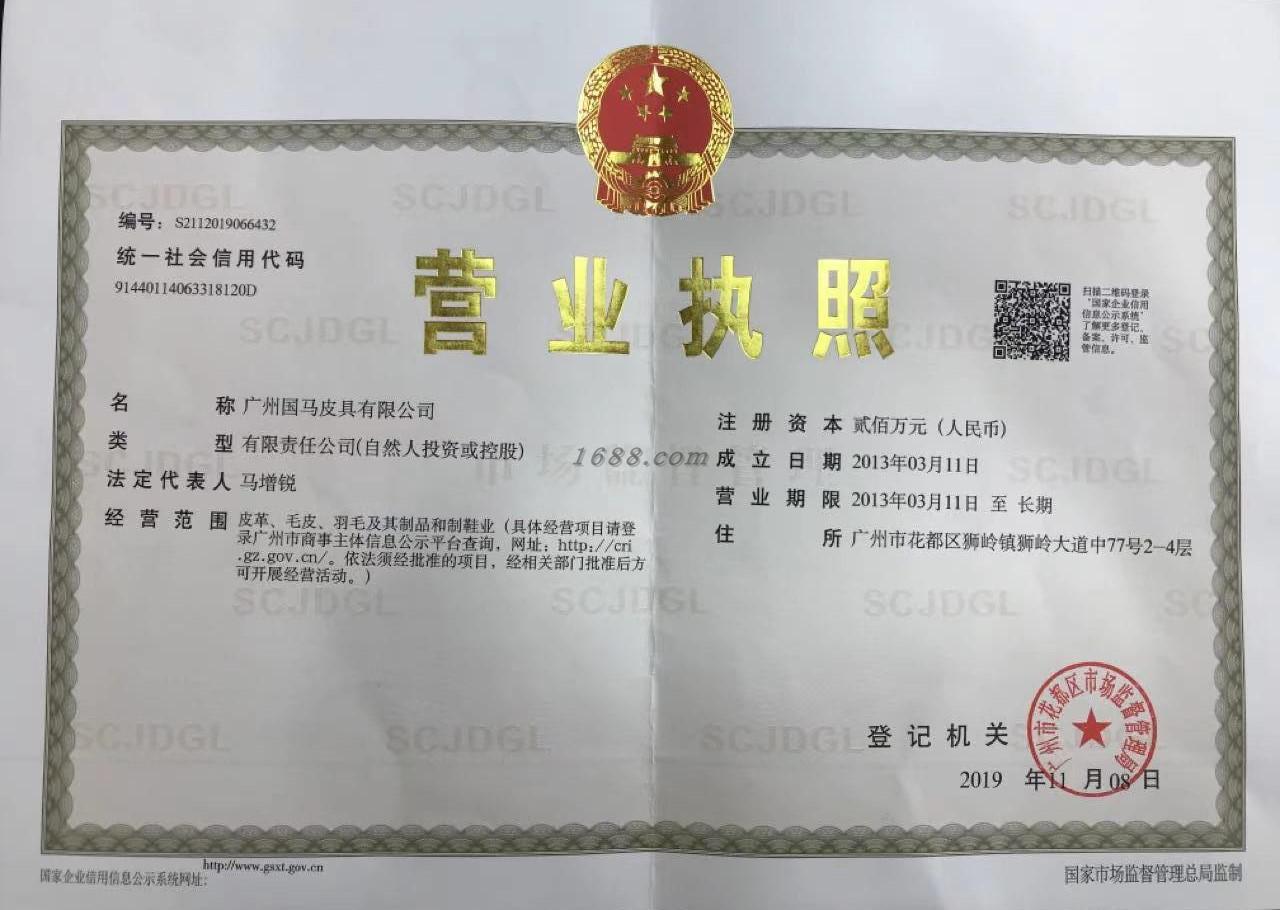 编号: S2112019066432
统一社会信用代码
91440114063318120D
营业执照
扫描二维码登录
“国家企业信用
信息公示系统”
了解更多登记、
备案、许可、监
管信息。
名称 广州国马皮具有限公司
类型 有限责任公司(自然人投资或控股)
法定代表人 马增锐
经营范围 皮革、毛皮、羽毛及其制品和制鞋业（具体经营项目请登
录广州市商事主体信息公示平台查询，网址：http://cri
.gz.gov.cn/。依法须经批准的项目，经相关部门批准后方
可开展经营活动。）
注册资本 贰佰万元（人民币）
成立日期 2013年03月11日
营业期限 2013年03月11日 至 长期
住所 广州市花都区狮岭镇狮岭大道中77号2-4层
1688.com
登记机关
广州市花都区市场监督管理局
2019 年11 月08 日
http://www.gsxt.gov.cn
国家企业信用信息公示系统网址:
国家市场监督管理总局监制
SCJDGL
SCJDGL
SCJDGL
SCJDGL
SCJDGL
SCJDGL
SCJDGL
SCJDGL
SCJDGL
SCJDGL
SCJDGL
SCJDGL
SCJDGL
SCJDGL